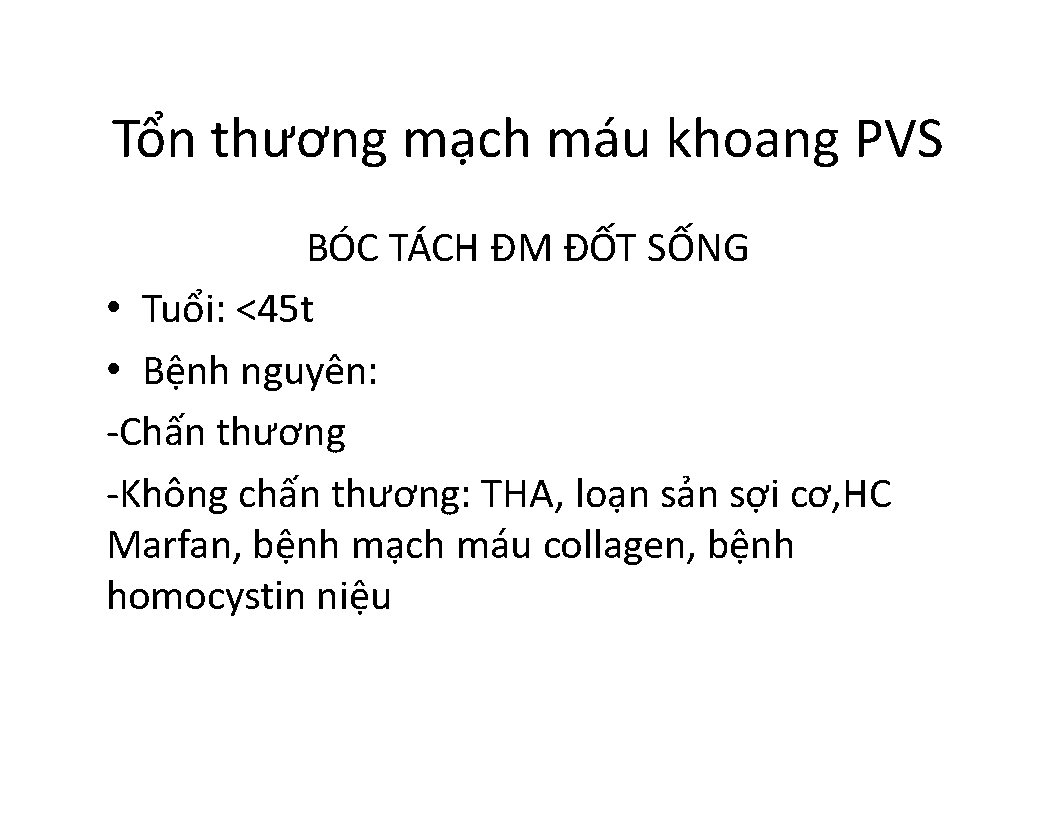 Tổn thương mạch máu khoang PVS
BÓC TÁCH ĐM ĐỐT SỐNG
• Tuổi: <45t
• Bệnh nguyên:
-Chấn thương
-Không chấn thương: THA, loạn sản sợi cơ,HC
Marfan, bệnh mạch máu collagen, bệnh
homocystin niệu